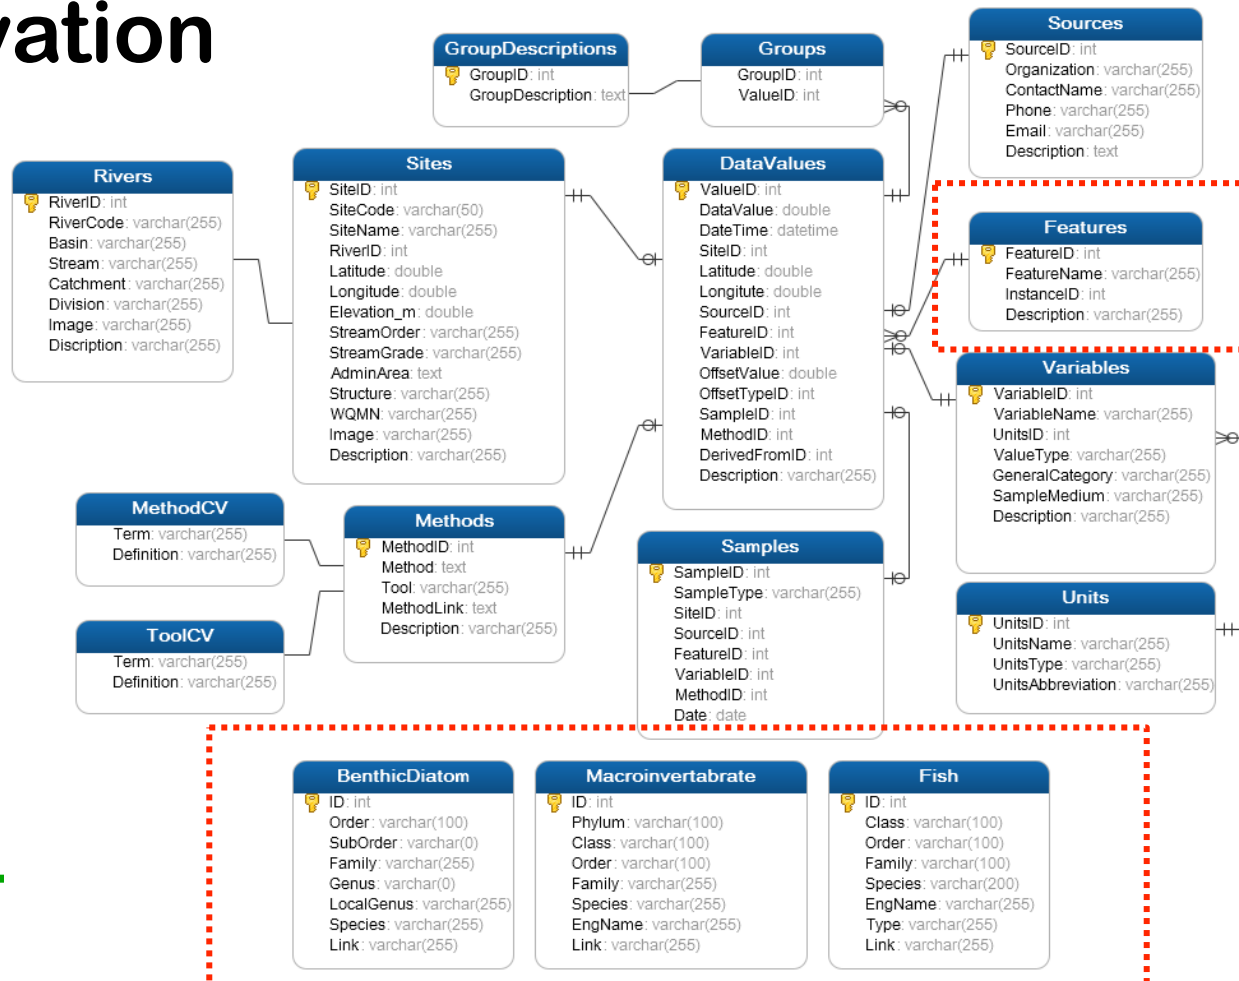 vation
GroupDescriptions
GroupID: int
GroupDescription: text
Groups
GroupID: int
ValueID: int
Sources
SourceID: int
Organization: varchar(255)
ContactName: varchar(255)
Phone: varchar(255)
Email: varchar(255)
Description: text
Rivers
RiverID: int
RiverCode: varchar(255)
Basin: varchar(255)
Stream: varchar(255)
Catchment: varchar(255)
Division: varchar(255)
Image: varchar(255)
Discription: varchar(255)
Sites
SiteID: int
SiteCode: varchar(50)
SiteName: varchar(255)
RiverID: int
Latitude: double
Longitude: double
Elevation_m: double
StreamOrder: varchar(255)
StreamGrade: varchar(255)
AdminArea: text
Structure: varchar(255)
WQMN: varchar(255)
Image: varchar(255)
Description: varchar(255)
DataValues
ValueID: int
DataValue: double
DateTime: datetime
SiteID: int
Latitude: double
Longitute: double
SourceID: int
FeatureID: int
VariableID: int
OffsetValue: double
OffsetTypeID: int
SampleID: int
MethodID: int
DerivedFromID: int
Description: varchar(255)
Features
FeatureID: int
FeatureName: varchar(255)
InstanceID: int
Description: varchar(255)
Variables
VariableID: int
VariableName: varchar(255)
UnitsID: int
ValueType: varchar(255)
GeneralCategory: varchar(255)
SampleMedium: varchar(255)
Description: varchar(255)
MethodCV
Term: varchar(255)
Definition: varchar(255)
Methods
MethodID: int
Method: text
Tool: varchar(255)
MethodLink: text
Description: varchar(255)
Samples
SampleID: int
SampleType: varchar(255)
SiteID: int
SourceID: int
FeatureID: int
VariableID: int
MethodID: int
Date: date
Units
UnitsID: int
UnitsName: varchar(255)
UnitsType: varchar(255)
UnitsAbbreviation: varchar(255)
ToolCV
Term: varchar(255)
Definition: varchar(255)
BenthicDiatom
ID: int
Order: varchar(100)
SubOrder: varchar(0)
Family: varchar(255)
Genus: varchar(0)
LocalGenus: varchar(255)
Species: varchar(255)
Link: varchar(255)
Macroinvertabrate
ID: int
Phylum: varchar(100)
Class: varchar(100)
Order: varchar(100)
Family: varchar(255)
Species: varchar(255)
EngName: varchar(255)
Link: varchar(255)
Fish
ID: int
Class: varchar(100)
Order: varchar(100)
Family: varchar(100)
Species: varchar(200)
EngName: varchar(255)
Type: varchar(255)
Link: varchar(255)